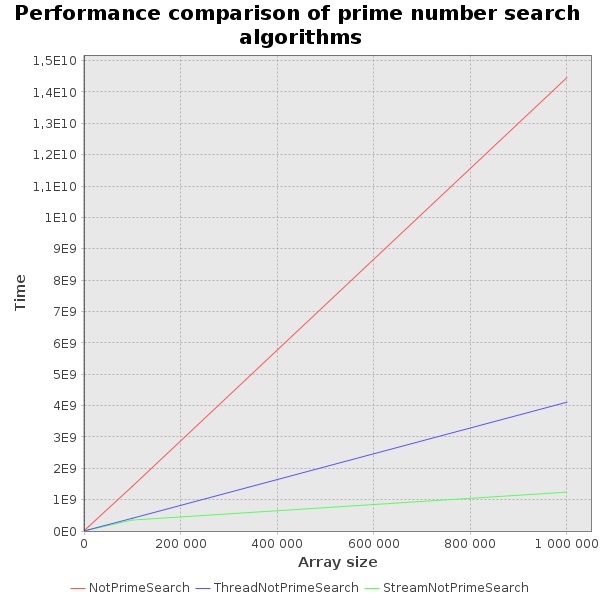 Performance comparison of prime number search
algorithms
1,5E10
1,4E10
1,3E10
1,2E10
1,1E10
1E10
9E9
8E9
7E9
6E9
5E9
4E9
3E9
2E9
1E9
0E0
Time
0 200 000 400 000 600 000 800 000 1 000 000
Array size
NotPrimeSearch ThreadNotPrimeSearch StreamNotPrimeSearch